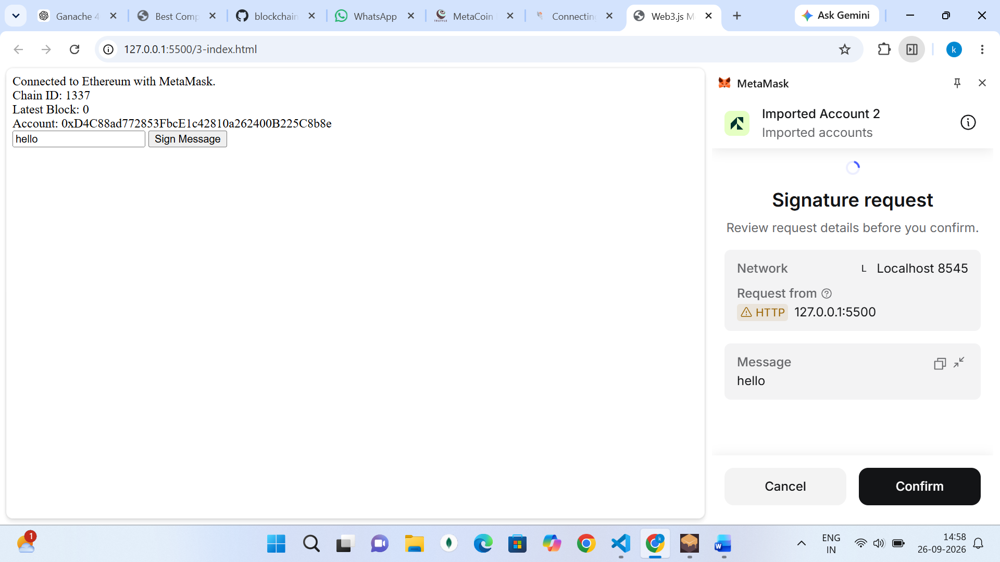 Ganache 4
Best Comp
blockchain
WhatsApp
MetaCoin
Connecting
Web3.js M
Ask Gemini
127.0.0.1:5500/3-index.html
k
Connected to Ethereum with MetaMask.
Chain ID: 1337
Latest Block: 0
Account: 0xD4C88ad772853FbcE1c42810a262400B225C8b8e
hello
Sign Message
MetaMask
Imported Account 2
Imported accounts
Signature request
Review request details before you confirm.
Network
L Localhost 8545
Request from
HTTP 127.0.0.1:5500
Message
hello
Cancel
Confirm
1
ENG
IN
14:58
26-09-2026